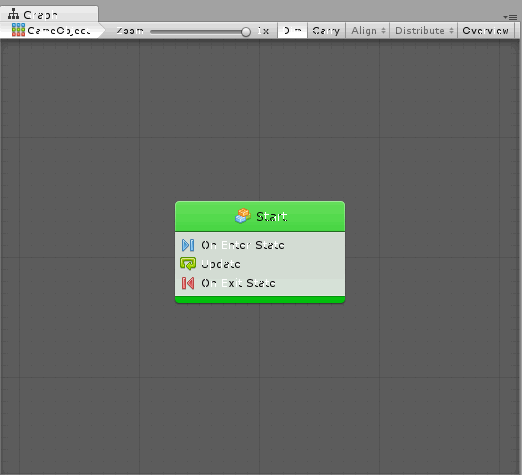 Graph
GameObject Zoom 1x Dim Carry Align Distribute Overview
Start
On Enter State
Update
On Exit State